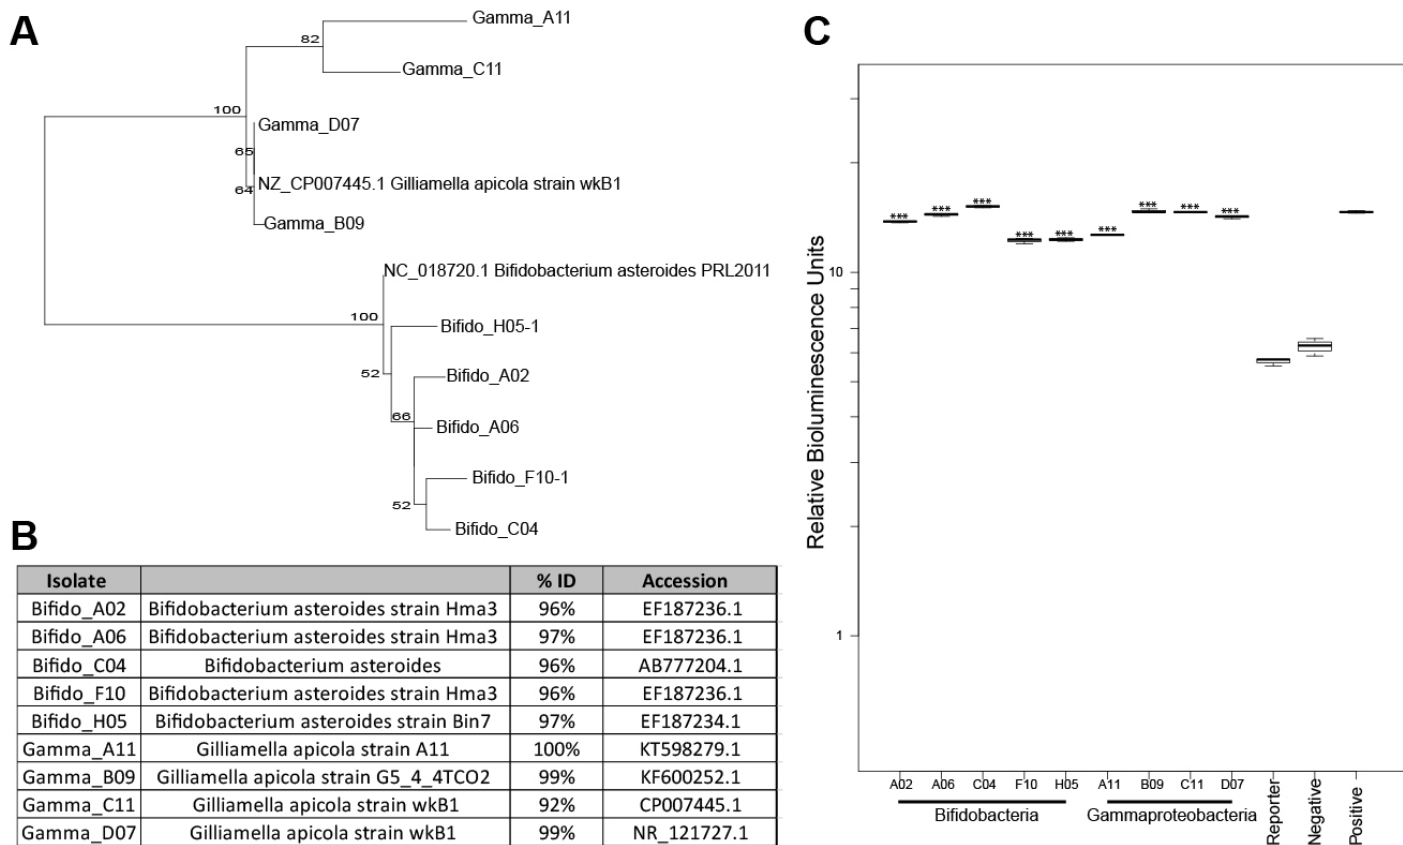 A
Gamma_A11
82
Gamma_C11
100
Gamma_D07
65
NZ_CP007445.1 Gilliamella apicola strain wkB1
64
Gamma_B09
NC_018720.1 Bifidobacterium asteroides PRL2011
100
Bifido_H05-1
52
Bifido_A02
66
Bifido_A06
Bifido_F10-1
52
Bifido_C04
B
Isolate % ID Accession
Bifido_A02 Bifidobacterium asteroides strain Hma3 96% EF187236.1
Bifido_A06 Bifidobacterium asteroides strain Hma3 97% EF187236.1
Bifido_C04 Bifidobacterium asteroides 96% AB777204.1
Bifido_F10 Bifidobacterium asteroides strain Hma3 96% EF187236.1
Bifido_H05 Bifidobacterium asteroides strain Bin7 97% EF187234.1
Gamma_A11 Gilliamella apicola strain A11 100% KT598279.1
Gamma_B09 Gilliamella apicola strain G5_4_4TCO2 99% KF600252.1
Gamma_C11 Gilliamella apicola strain wkB1 92% CP007445.1
Gamma_D07 Gilliamella apicola strain wkB1 99% NR_121727.1
C
Relative Bioluminescence Units
10
1
*** *** *** *** *** *** *** *** ***
A02 A06 C04 F10 H05 A11 B09 C11 D07
Bifidobacteria Gammaproteobacteria
Reporter
Negative
Positive